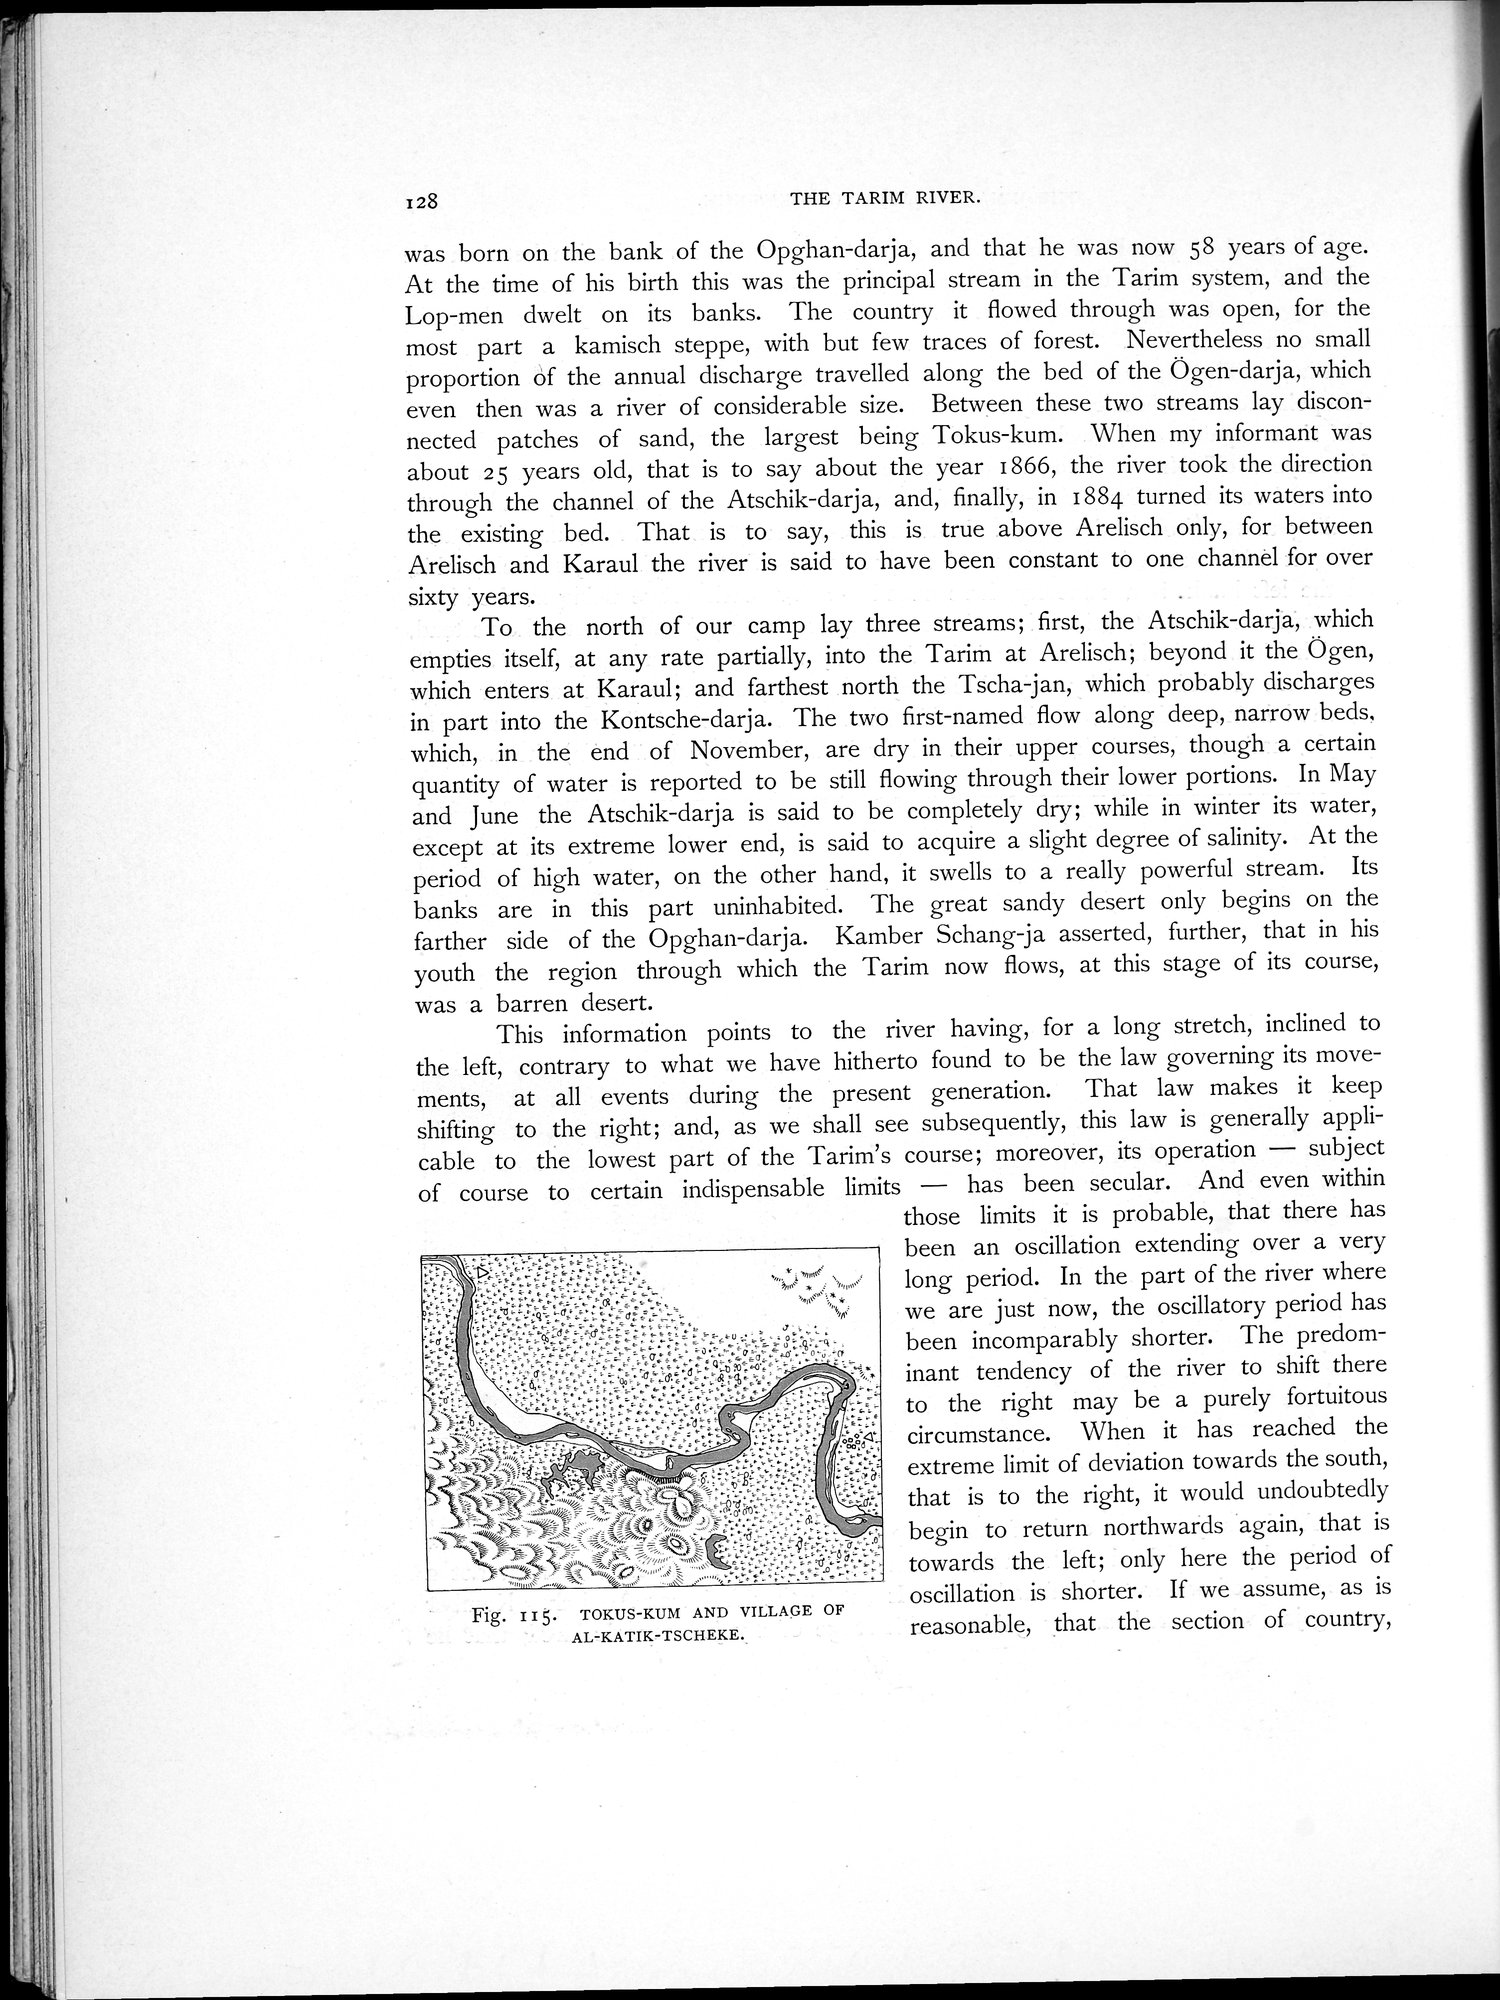 128
THE TARIM RIVER.
was born on the bank of the Opghan-darja, and that he was now 58 years of age.
At the time of his birth this was the principal stream in the Tarim system, and the
Lop-men dwelt on its banks. The country it flowed through was open, for the
most part a kamisch steppe, with but few traces of forest. Nevertheless no small
proportion of the annual discharge travelled along the bed of the Ögen-darja, which
even then was a river of considerable size. Between these two streams lay discon-
nected patches of sand, the largest being Tokus-kum. When my informant was
about 25 years old, that is to say about the year 1866, the river took the direction
through the channel of the Atschik-darja, and, finally, in 1884 turned its waters into
the existing bed. That is to say, this is true above Arelisch only, for between
Arelisch and Karaul the river is said to have been constant to one channel for over
sixty years.
To the north of our camp lay three streams; first, the Atschik-darja, which
empties itself, at any rate partially, into the Tarim at Arelisch; beyond it the Ögen,
which enters at Karaul; and farthest north the Tscha-jan, which probably discharges
in part into the Kontsche-darja. The two first-named flow along deep, narrow beds,
which, in the end of November, are dry in their upper courses, though a certain
quantity of water is reported to be still flowing through their lower portions. In May
and June the Atschik-darja is said to be completely dry; while in winter its water,
except at its extreme lower end, is said to acquire a slight degree of salinity. At the
period of high water, on the other hand, it swells to a really powerful stream. Its
banks are in this part uninhabited. The great sandy desert only begins on the
farther side of the Opghan-darja. Kamber Schang-ja asserted, further, that in his
youth the region through which the Tarim now flows, at this stage of its course,
was a barren desert.
This information points to the river having, for a long stretch, inclined to
the left, contrary to what we have hitherto found to be the law governing its move-
ments, at all events during the present generation. That law makes it keep
shifting to the right; and, as we shall see subsequently, this law is generally appli-
cable to the lowest part of the Tarim's course; moreover, its operation — subject
of course to certain indispensable limits — has been secular. And even within
those limits it is probable, that there has
been an oscillation extending over a very
long period. In the part of the river where
we are just now, the oscillatory period has
been incomparably shorter. The predom-
inant tendency of the river to shift there
to the right may be a purely fortuitous
circumstance. When it has reached the
extreme limit of deviation towards the south,
that is to the right, it would undoubtedly
begin to return northwards again, that is
towards the left; only here the period of
oscillation is shorter. If we assume, as is
reasonable, that the section of country,
Fig. 115. TOKUS-KUM AND VILLAGE OF
AL-KATIK-TSCHEKE.